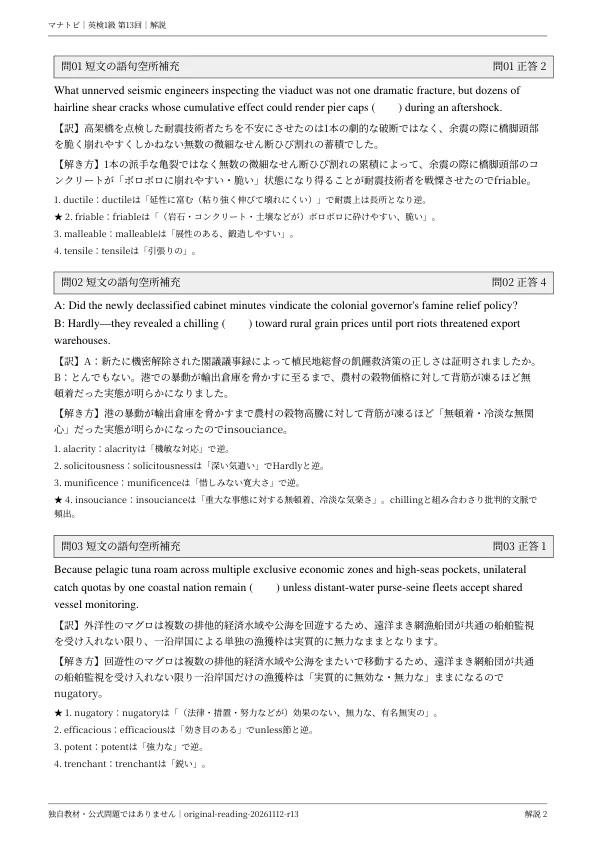 マナトビ｜英検1級 第13回｜解説
問01 短文の語句空所補充 問01 正答 2
What unnerved seismic engineers inspecting the viaduct was not one dramatic fracture, but dozens of
hairline shear cracks whose cumulative effect could render pier caps (　　) during an aftershock.
【訳】高架橋を点検した耐震技術者たちを不安にさせたのは1本の劇的な破断ではなく、余震の際に橋脚頭部
を脆く崩れやすくしかねない無数の微細なせん断ひび割れの蓄積でした。
【解き方】1本の派手な亀裂ではなく無数の微細なせん断ひび割れの累積によって、余震の際に橋脚頭部のコ
ンクリートが「ボロボロに崩れやすい・脆い」状態になり得ることが耐震技術者を戦慄させたのでfriable。
1. ductile：ductileは「延性に富む（粘り強く伸びて壊れにくい）」で耐震上は長所となり逆。
★ 2. friable：friableは「（岩石・コンクリート・土壌などが）ボロボロに砕けやすい、脆い」。
3. malleable：malleableは「展性のある、鍛造しやすい」。
4. tensile：tensileは「引張りの」。
問02 短文の語句空所補充 問02 正答 4
A: Did the newly declassified cabinet minutes vindicate the colonial governor's famine relief policy?
B: Hardly—they revealed a chilling (　　) toward rural grain prices until port riots threatened export
warehouses.
【訳】A：新たに機密解除された閣議議事録によって植民地総督の飢饉救済策の正しさは証明されましたか。
B：とんでもない。港での暴動が輸出倉庫を脅かすに至るまで、農村の穀物価格に対して背筋が凍るほど無
頓着だった実態が明らかになりました。
【解き方】港の暴動が輸出倉庫を脅かすまで農村の穀物高騰に対して背筋が凍るほど「無頓着・冷淡な無関
心」だった実態が明らかになったのでinsouciance。
1. alacrity：alacrityは「機敏な対応」で逆。
2. solicitousness：solicitousnessは「深い気遣い」でHardlyと逆。
3. munificence：munificenceは「惜しみない寛大さ」で逆。
★ 4. insouciance：insoucianceは「重大な事態に対する無頓着、冷淡な気楽さ」。chillingと組み合わさり批判的文脈で
頻出。
問03 短文の語句空所補充 問03 正答 1
Because pelagic tuna roam across multiple exclusive economic zones and high-seas pockets, unilateral
catch quotas by one coastal nation remain (　　) unless distant-water purse-seine fleets accept shared
vessel monitoring.
【訳】外洋性のマグロは複数の排他的経済水域や公海を回遊するため、遠洋まき網漁船団が共通の船舶監視
を受け入れない限り、一沿岸国による単独の漁獲枠は実質的に無力なままとなります。
【解き方】回遊性のマグロは複数の排他的経済水域や公海をまたいで移動するため、遠洋まき網船団が共通
の船舶監視を受け入れない限り一沿岸国だけの漁獲枠は「実質的に無効な・無力な」ままになるので
nugatory。
★ 1. nugatory：nugatoryは「（法律・措置・努力などが）効果のない、無力な、有名無実の」。
2. efficacious：efficaciousは「効き目のある」でunless節と逆。
3. potent：potentは「強力な」で逆。
4. trenchant：trenchantは「鋭い」。
独自教材・公式問題ではありません｜original-reading-20261112-r13 解説 2